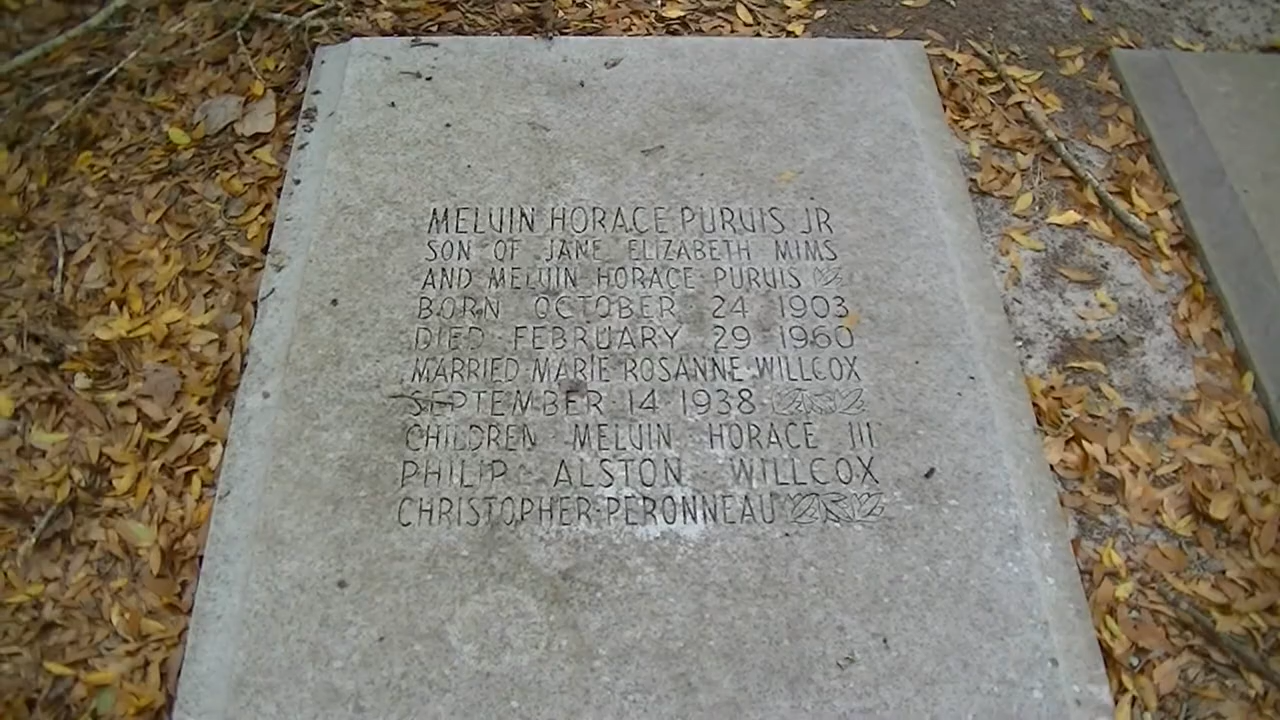 MELVIN HORACE PURVIS JR
SON OF JANE ELIZABETH MIMS
AND MELVIN HORACE PURVIS
BORN OCTOBER 24 1903
DIED FEBRUARY 29 1960
MARRIED MARIE ROSANNE WILLCOX
SEPTEMBER 14 1938
CHILDREN MELVIN HORACE III
PHILIP ALSTON WILLCOX
CHRISTOPHER PERONNEAU